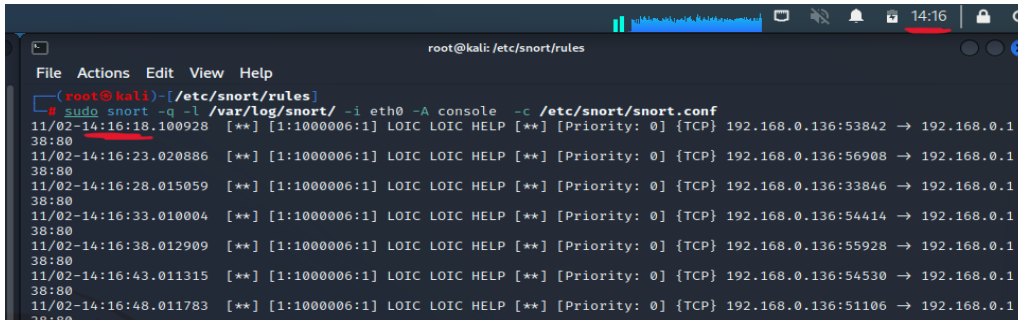 14:16
root@kali: /etc/snort/rules
File Actions Edit View Help
(root㉿kali)-[/etc/snort/rules]
# sudo snort -q -l /var/log/snort/ -i eth0 -A console -c /etc/snort/snort.conf
11/02-14:16:18.100928 [**] [1:1000006:1] LOIC LOIC HELP [**] [Priority: 0] {TCP} 192.168.0.136:53842 → 192.168.0.1
38:80
11/02-14:16:23.020886 [**] [1:1000006:1] LOIC LOIC HELP [**] [Priority: 0] {TCP} 192.168.0.136:56908 → 192.168.0.1
38:80
11/02-14:16:28.015059 [**] [1:1000006:1] LOIC LOIC HELP [**] [Priority: 0] {TCP} 192.168.0.136:33846 → 192.168.0.1
38:80
11/02-14:16:33.010004 [**] [1:1000006:1] LOIC LOIC HELP [**] [Priority: 0] {TCP} 192.168.0.136:54414 → 192.168.0.1
38:80
11/02-14:16:38.012909 [**] [1:1000006:1] LOIC LOIC HELP [**] [Priority: 0] {TCP} 192.168.0.136:55928 → 192.168.0.1
38:80
11/02-14:16:43.011315 [**] [1:1000006:1] LOIC LOIC HELP [**] [Priority: 0] {TCP} 192.168.0.136:54530 → 192.168.0.1
38:80
11/02-14:16:48.011783 [**] [1:1000006:1] LOIC LOIC HELP [**] [Priority: 0] {TCP} 192.168.0.136:51106 → 192.168.0.1
38:80